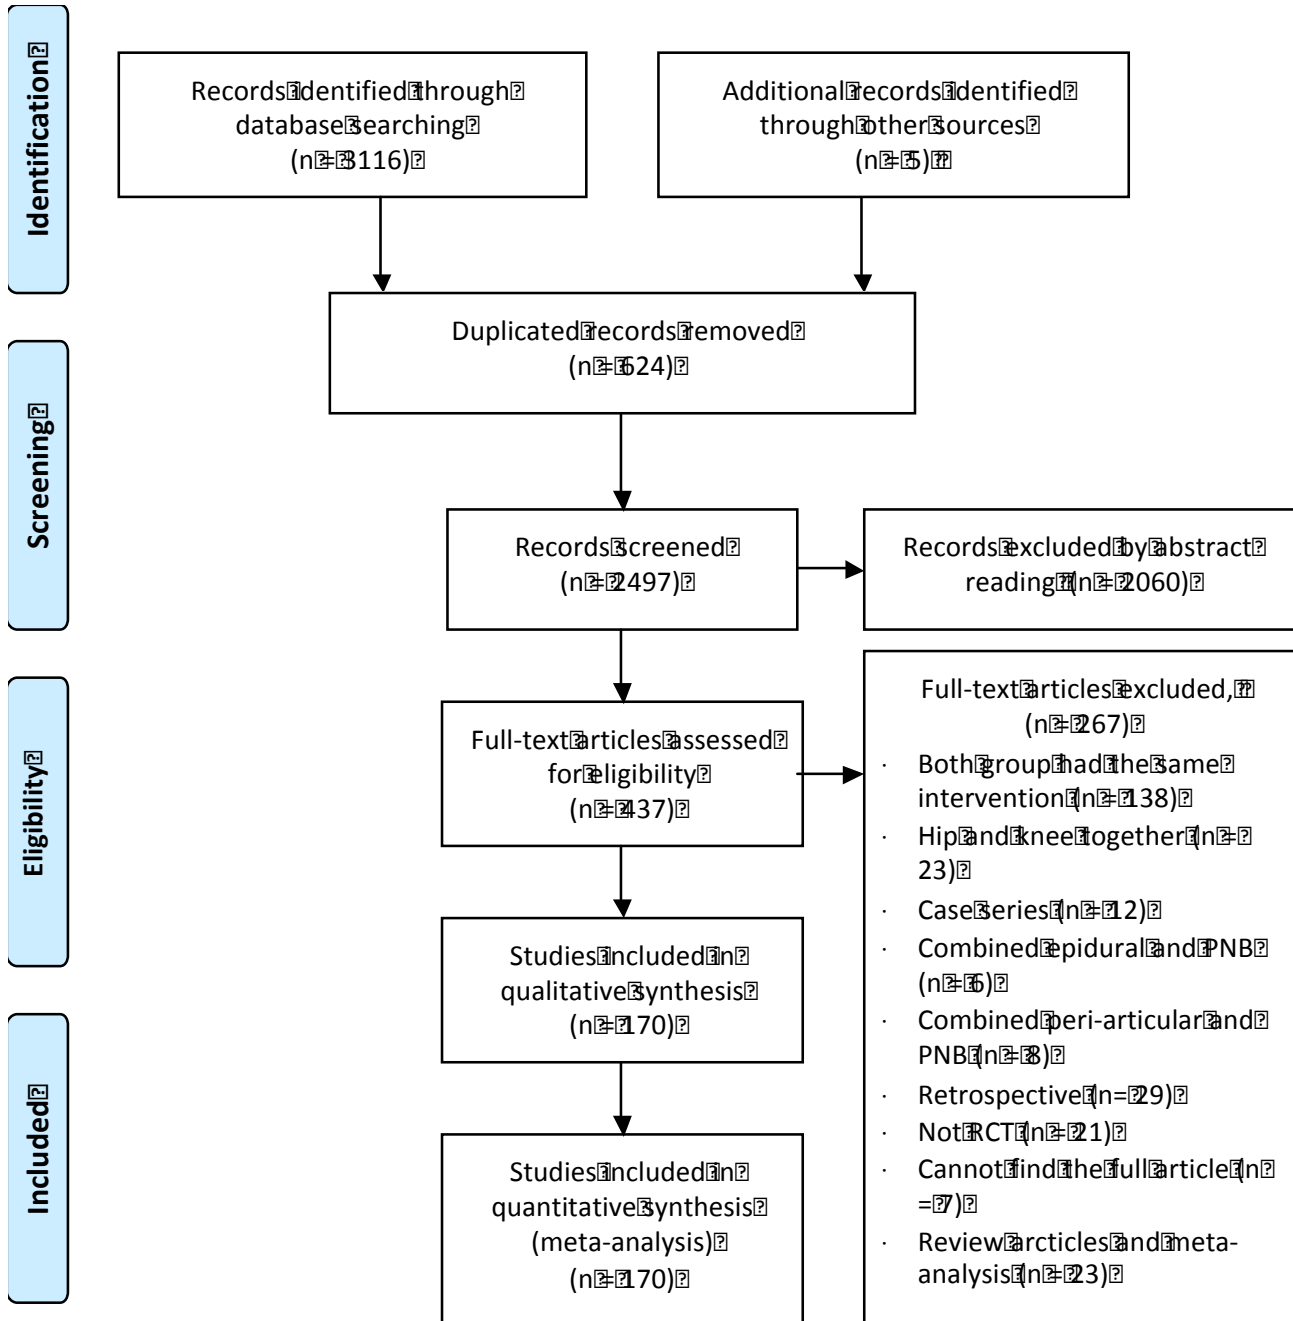 Identification
Records identified through
database searching
(n = 3116)
Additional records identified
through other sources
(n = 5)
Duplicated records removed
(n = 624)
Screening
Records screened
(n = 2497)
Records excluded by abstract
reading (n = 2060)
Eligibility
Full-text articles assessed
for eligibility
(n = 437)
Full-text articles excluded,
(n = 267)
· Both group had the same
intervention (n = 138)
· Hip and knee together (n =
23)
· Case series (n = 12)
· Combined epidural and PNB
(n = 6)
· Combined peri-articular and
PNB (n = 8)
· Retrospective (n= 29)
· Not RCT (n = 21)
· Cannot find the full article (n
= 7)
· Review arcticles and meta-
analysis (n = 23)
Studies included in
qualitative synthesis
(n = 170)
Included
Studies included in
quantitative synthesis
(meta-analysis)
(n = 170)